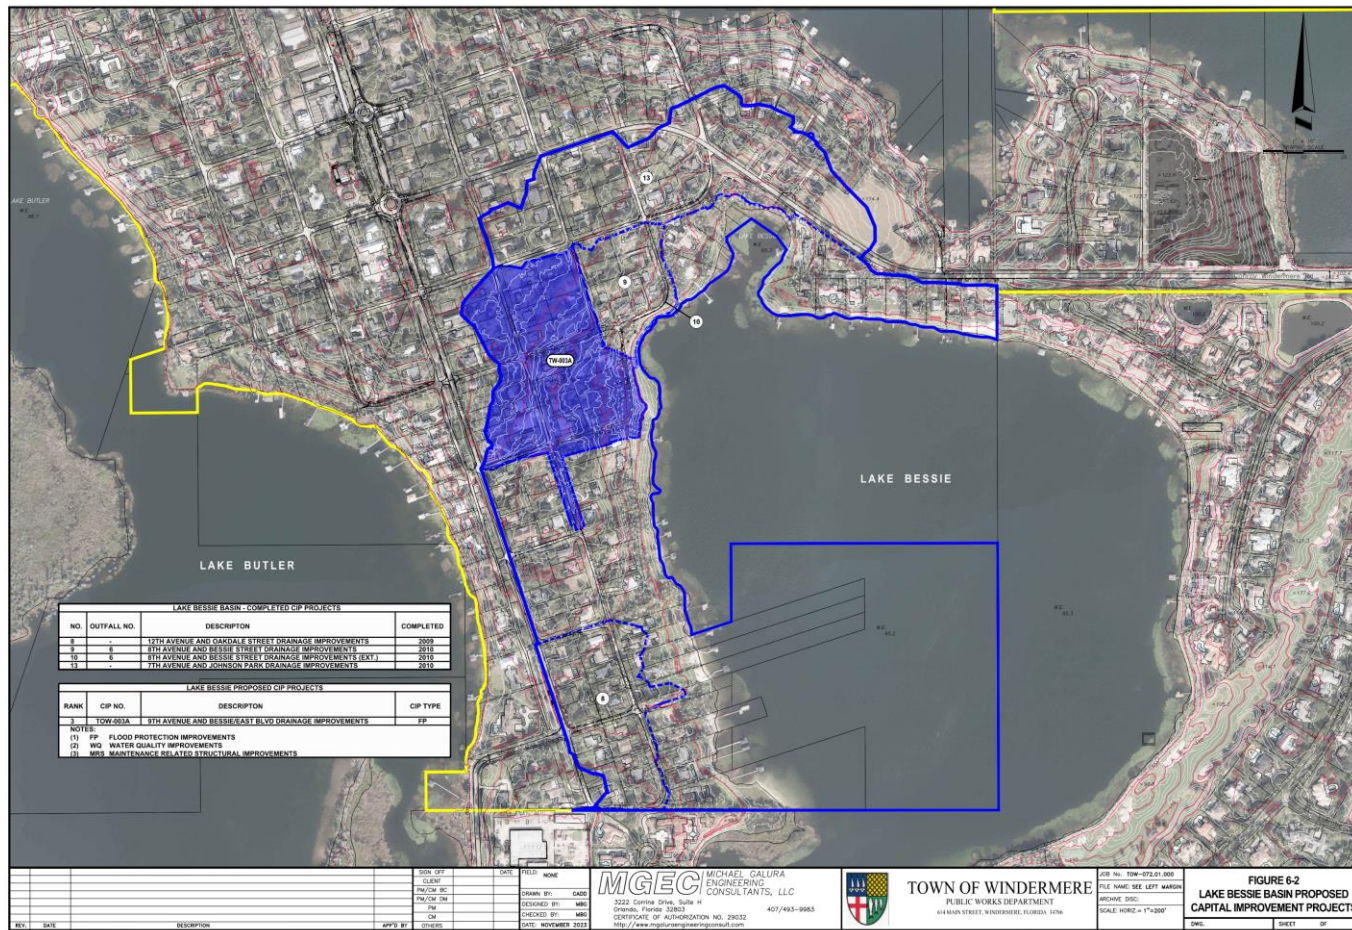 LAKE BUTLER
13
9
10
TW-003A
LAKE BESSIE
LAKE BUTLER
8
LAKE BESSIE BASIN - COMPLETED CIP PROJECTS
NO. OUTFALL NO. DESCRIPTON COMPLETED
8 - 12TH AVENUE AND OAKDALE STREET DRAINAGE IMPROVEMENTS 2009
9 6 8TH AVENUE AND BESSIE STREET DRAINAGE IMPROVEMENTS 2010
10 6 8TH AVENUE AND BESSIE STREET DRAINAGE IMPROVEMENTS (EXT.) 2010
13 - 7TH AVENUE AND JOHNSON PARK DRAINAGE IMPROVEMENTS 2010
LAKE BESSIE PROPOSED CIP PROJECTS
RANK CIP NO. DESCRIPTON CIP TYPE
3 TOW-003A 9TH AVENUE AND BESSIE/EAST BLVD DRAINAGE IMPROVEMENTS FP
NOTES:
(1) FP FLOOD PROTECTION IMPROVEMENTS
(2) WQ WATER QUALITY IMPROVEMENTS
(3) MRS MAINTENANCE RELATED STRUCTURAL IMPROVEMENTS
REV. DATE DESCRIPTION APP'D BY
SIGN OFF DATE
CLIENT
PM/CM QC
PM/CM DM
PM
CM
OTHERS
FIELD: NONE
DRAWN BY: CADD
DESIGNED BY: MBG
CHECKED BY: MBG
DATE: NOVEMBER 2023
MGEC MICHAEL GALURA
ENGINEERING
CONSULTANTS, LLC
3222 Corrine Drive, Suite H
Orlando, Florida 32803 407/493-9983
CERTIFICATE OF AUTHORIZATION NO. 29032
http://www.mgaluraengineeringconsult.com
TOWN OF WINDERMERE
PUBLIC WORKS DEPARTMENT
614 MAIN STREET, WINDERMERE, FLORIDA 34786
JOB No. TOW-072.01.000
FILE NAME: SEE LEFT MARGIN
ARCHIVE DISC:
SCALE: HORIZ = 1"=200'
FIGURE 6-2
LAKE BESSIE BASIN PROPOSED
CAPITAL IMPROVEMENT PROJECTS
DWG. SHEET OF